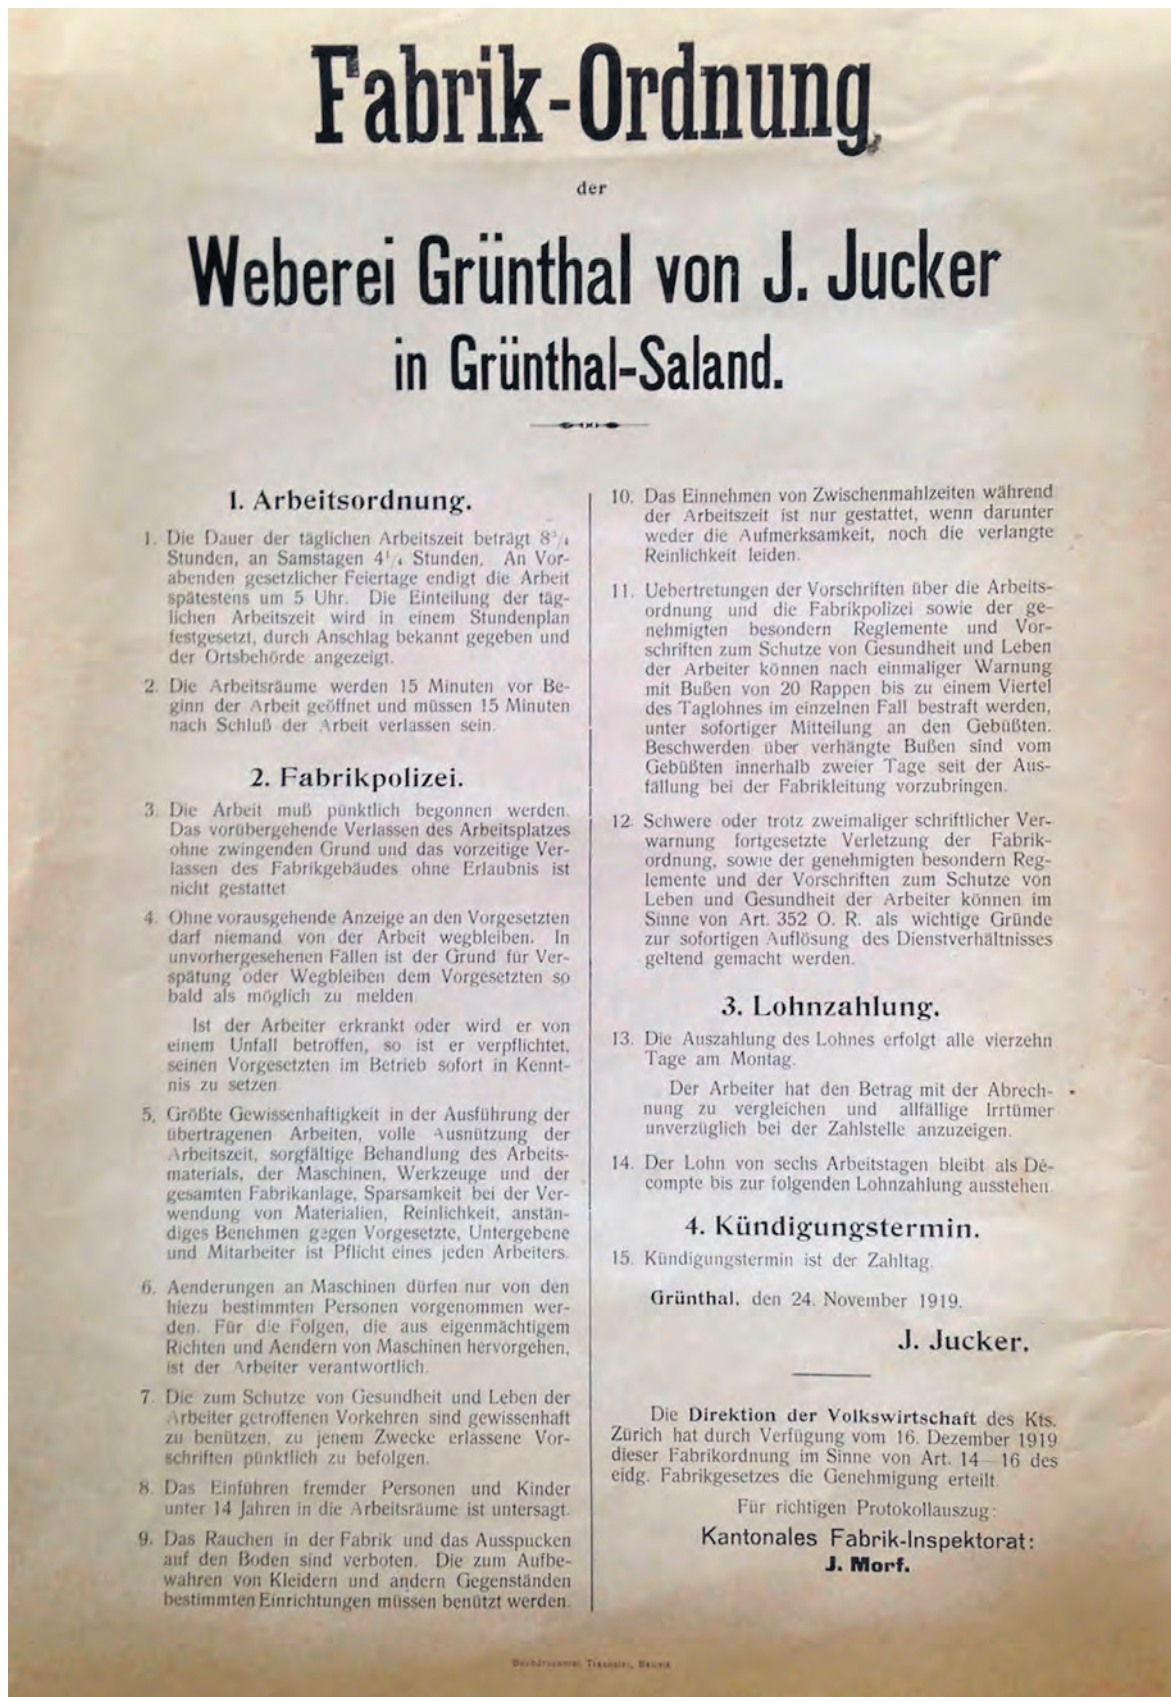 Fabrik-Ordnung
der
Weberei Grünthal von J. Jucker
in Grünthal-Saland.
1. Arbeitsordnung.
1. Die Dauer der täglichen Arbeitszeit beträgt 8³/₄
Stunden, an Samstagen 4¹/₄ Stunden. An Vor-
abenden gesetzlicher Feiertage endigt die Arbeit
spätestens um 5 Uhr. Die Einteilung der täg-
lichen Arbeitszeit wird in einem Stundenplan
festgesetzt, durch Anschlag bekannt gegeben und
der Ortsbehörde angezeigt.
2. Die Arbeitsräume werden 15 Minuten vor Be-
ginn der Arbeit geöffnet und müssen 15 Minuten
nach Schluß der Arbeit verlassen sein.
2. Fabrikpolizei.
3. Die Arbeit muß pünktlich begonnen werden.
Das vorübergehende Verlassen des Arbeitsplatzes
ohne zwingenden Grund und das vorzeitige Ver-
lassen des Fabrikgebäudes ohne Erlaubnis ist
nicht gestattet
4. Ohne vorausgehende Anzeige an den Vorgesetzten
darf niemand von der Arbeit wegbleiben. In
unvorhergesehenen Fällen ist der Grund für Ver-
spätung oder Wegbleiben dem Vorgesetzten so
bald als möglich zu melden
Ist der Arbeiter erkrankt oder wird er von
einem Unfall betroffen, so ist er verpflichtet,
seinen Vorgesetzten im Betrieb sofort in Kennt-
nis zu setzen
5. Größte Gewissenhaftigkeit in der Ausführung der
übertragenen Arbeiten, volle Ausnützung der
Arbeitszeit, sorgfältige Behandlung des Arbeits-
materials, der Maschinen, Werkzeuge und der
gesamten Fabrikanlage, Sparsamkeit bei der Ver-
wendung von Materialien, Reinlichkeit, anstän-
diges Benehmen gegen Vorgesetzte, Untergebene
und Mitarbeiter ist Pflicht eines jeden Arbeiters.
6. Aenderungen an Maschinen dürfen nur von den
hiezu bestimmten Personen vorgenommen wer-
den. Für die Folgen, die aus eigenmächtigem
Richten und Aendern von Maschinen hervorgehen,
ist der Arbeiter verantwortlich.
7. Die zum Schutze von Gesundheit und Leben der
Arbeiter getroffenen Vorkehren sind gewissenhaft
zu benützen, zu jenem Zwecke erlassene Vor-
schriften pünktlich zu befolgen.
8. Das Einführen fremder Personen und Kinder
unter 14 Jahren in die Arbeitsräume ist untersagt.
9. Das Rauchen in der Fabrik und das Ausspucken
auf den Boden sind verboten. Die zum Aufbe-
wahren von Kleidern und andern Gegenständen
bestimmten Einrichtungen müssen benützt werden.
10. Das Einnehmen von Zwischenmahlzeiten während
der Arbeitszeit ist nur gestattet, wenn darunter
weder die Aufmerksamkeit, noch die verlangte
Reinlichkeit leiden.
11. Uebertretungen der Vorschriften über die Arbeits-
ordnung und die Fabrikpolizei sowie der ge-
nehmigten besondern Reglemente und Vor-
schriften zum Schutze von Gesundheit und Leben
der Arbeiter können nach einmaliger Warnung
mit Bußen von 20 Rappen bis zu einem Viertel
des Taglohnes im einzelnen Fall bestraft werden,
unter sofortiger Mitteilung an den Gebüßten.
Beschwerden über verhängte Bußen sind vom
Gebüßten innerhalb zweier Tage seit der Aus-
fällung bei der Fabrikleitung vorzubringen.
12. Schwere oder trotz zweimaliger schriftlicher Ver-
warnung fortgesetzte Verletzung der Fabrik-
ordnung, sowie der genehmigten besondern Reg-
lemente und der Vorschriften zum Schutze von
Leben und Gesundheit der Arbeiter können im
Sinne von Art. 352 O. R. als wichtige Gründe
zur sofortigen Auflösung des Dienstverhältnisses
geltend gemacht werden.
3. Lohnzahlung.
13. Die Auszahlung des Lohnes erfolgt alle vierzehn
Tage am Montag.
Der Arbeiter hat den Betrag mit der Abrech-
nung zu vergleichen und allfällige Irrtümer
unverzüglich bei der Zahlstelle anzuzeigen.
14. Der Lohn von sechs Arbeitstagen bleibt als Dé-
compte bis zur folgenden Lohnzahlung ausstehen.
4. Kündigungstermin.
15. Kündigungstermin ist der Zahltag.
Grünthal, den 24. November 1919.
J. Jucker.
Die Direktion der Volkswirtschaft des Kts.
Zürich hat durch Verfügung vom 16. Dezember 1919
dieser Fabrikordnung im Sinne von Art. 14—16 des
eidg. Fabrikgesetzes die Genehmigung erteilt.
Für richtigen Protokollauszug:
Kantonales Fabrik-Inspektorat:
J. Morf.
Buchdruckerei